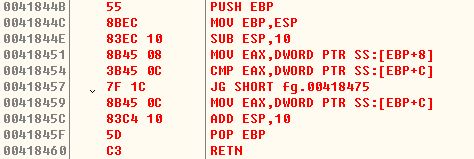 0041844B 55 PUSH EBP
0041844C 8BEC MOV EBP,ESP
0041844E 83EC 10 SUB ESP,10
00418451 8B45 08 MOV EAX,DWORD PTR SS:[EBP+8]
00418454 3B45 0C CMP EAX,DWORD PTR SS:[EBP+C]
00418457 7F 1C JG SHORT fg.00418475
00418459 8B45 0C MOV EAX,DWORD PTR SS:[EBP+C]
0041845C 83C4 10 ADD ESP,10
0041845F 5D POP EBP
00418460 C3 RETN